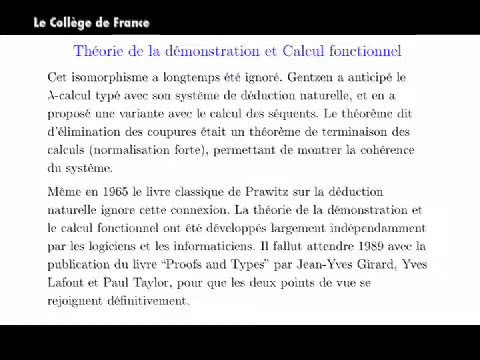 Le Collège de France
Théorie de la démonstration et Calcul fonctionnel
Cet isomorphisme a longtemps été ignoré. Gentzen a anticipé le
λ-calcul typé avec son système de déduction naturelle, et en a
proposé une variante avec le calcul des séquents. Le théorème dit
d'élimination des coupures était un théorème de terminaison des
calculs (normalisation forte), permettant de montrer la cohérence
du système.
Même en 1965 le livre classique de Prawitz sur la déduction
naturelle ignore cette connexion. La théorie de la démonstration et
le calcul fonctionnel ont été développés largement indépendamment
par les logiciens et les informaticiens. Il fallut attendre 1989 avec la
publication du livre “Proofs and Types” par Jean-Yves Girard, Yves
Lafont et Paul Taylor, pour que les deux points de vue se
rejoignent définitivement.